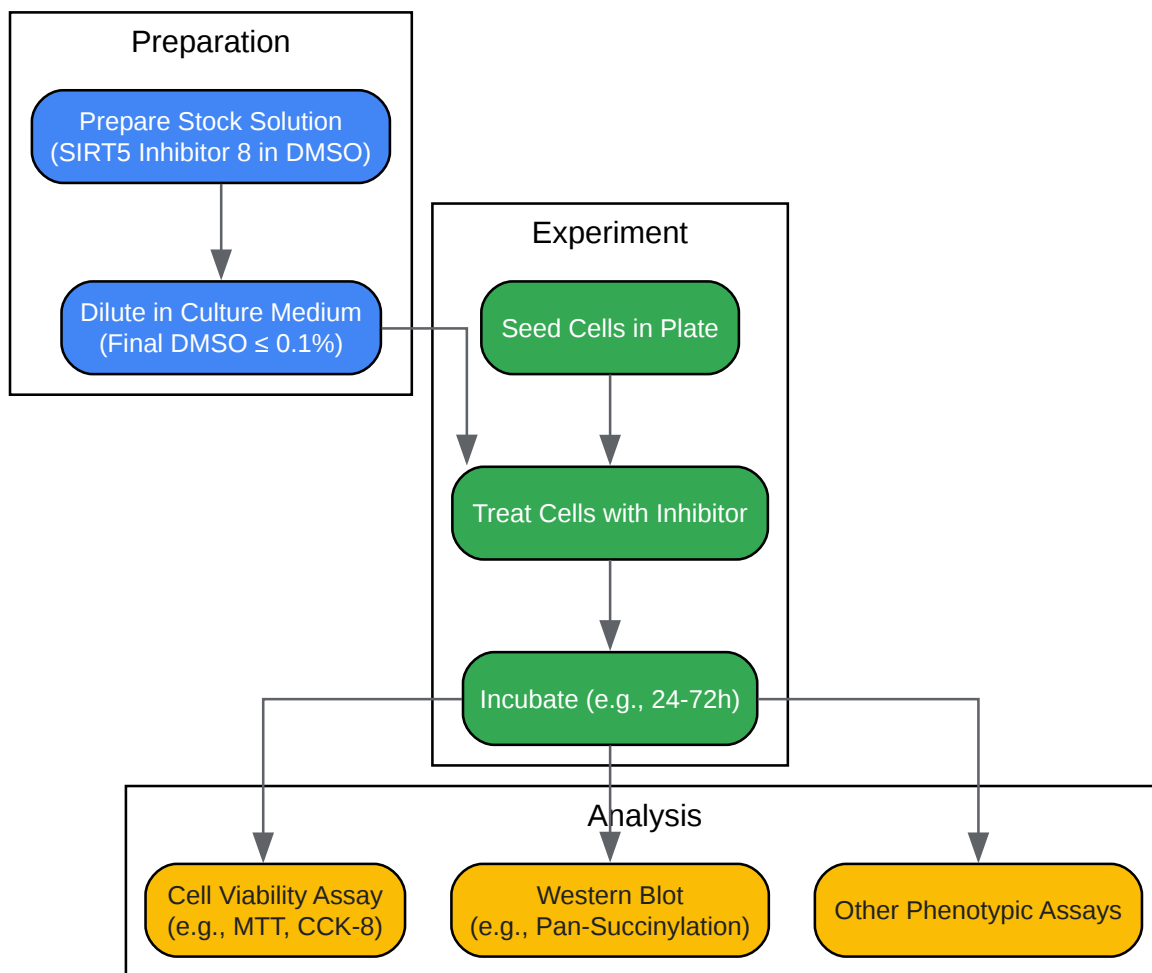 Preparation
Prepare Stock Solution
(SIRT5 Inhibitor 8 in DMSO)
Dilute in Culture Medium
(Final DMSO ≤ 0.1%)
Experiment
Seed Cells in Plate
Treat Cells with Inhibitor
Incubate (e.g., 24-72h)
Analysis
Cell Viability Assay
(e.g., MTT, CCK-8)
Western Blot
(e.g., Pan-Succinylation)
Other Phenotypic Assays